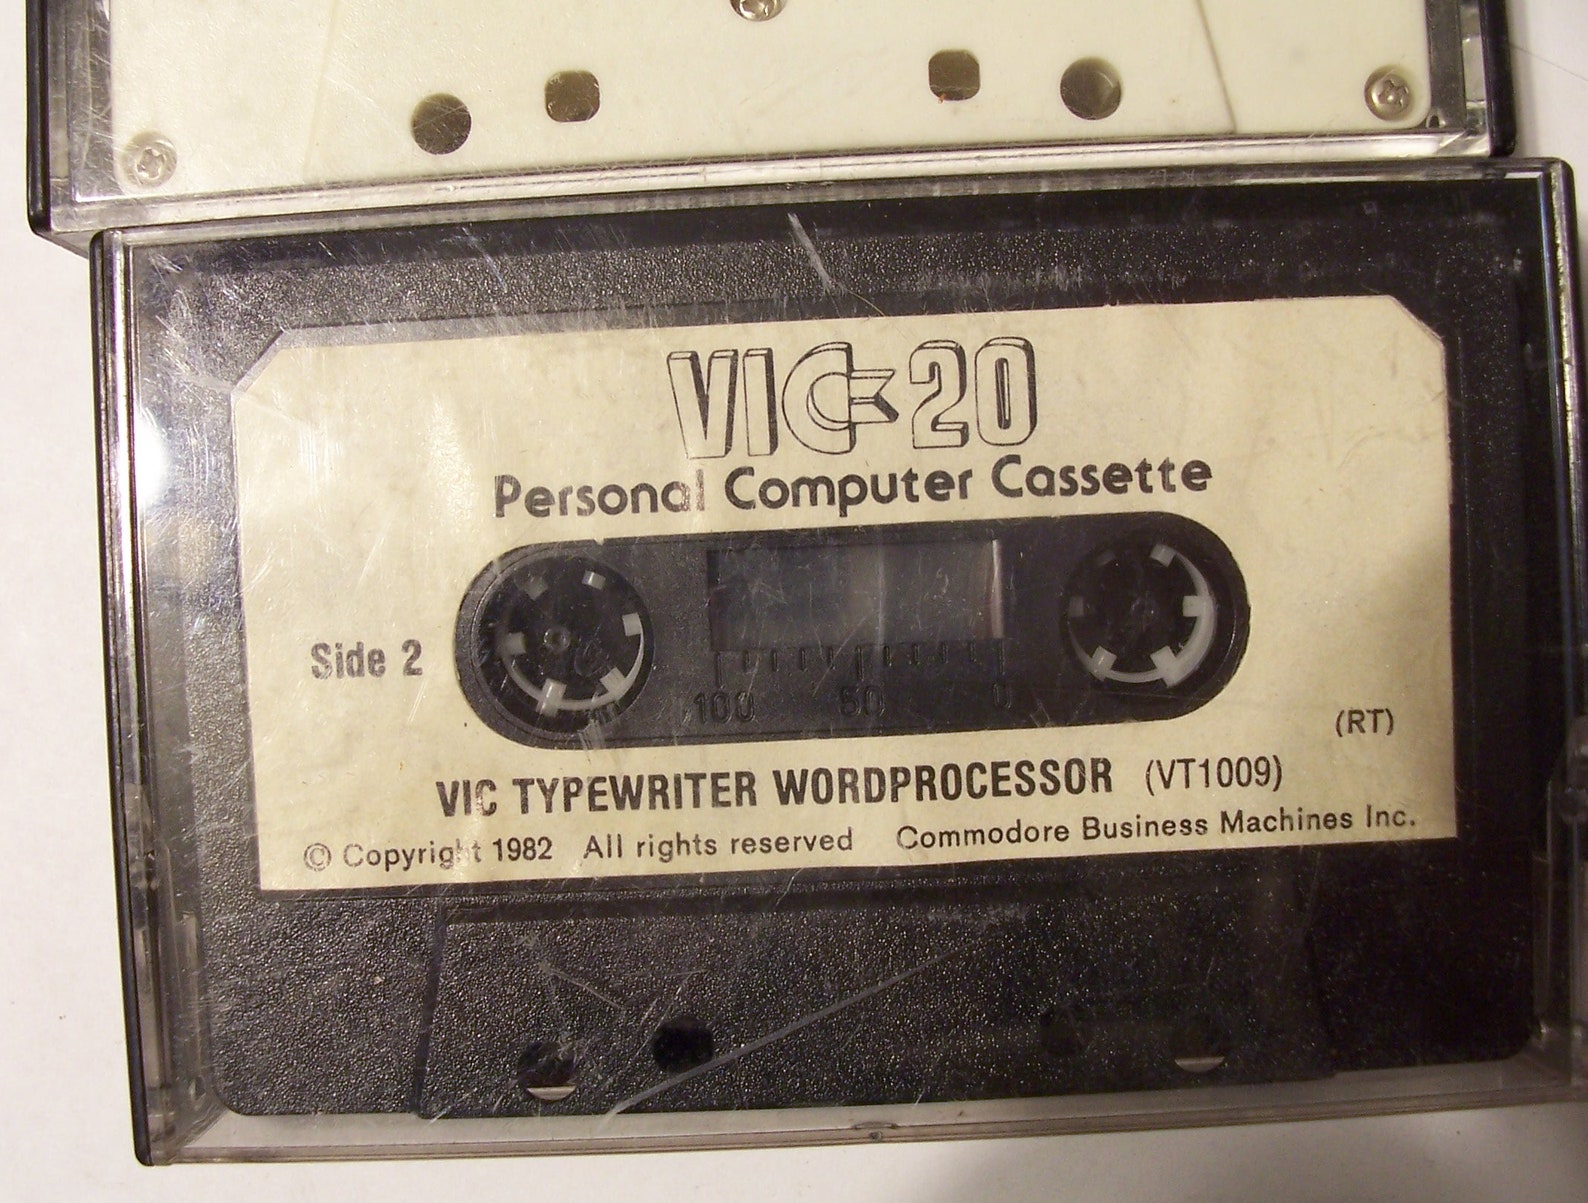 VIC-20
Personal Computer Cassette
Side 2
100 50 0
(RT)
VIC TYPEWRITER WORDPROCESSOR (VT1009)
© Copyright 1982 All rights reserved Commodore Business Machines Inc.